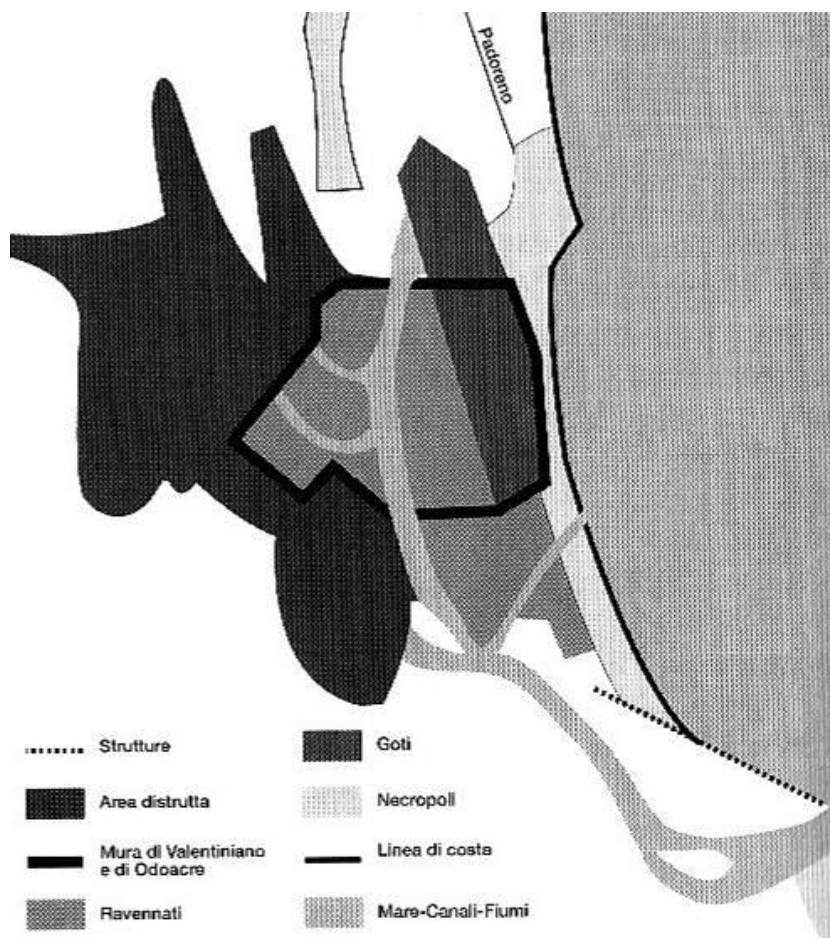 Padoreno
Strutture
Area distrutta
Mura di Valentiniano
e di Odoacre
Ravennati
Goti
Necropoli
Linea di costa
Mare-Canali-Fiumi